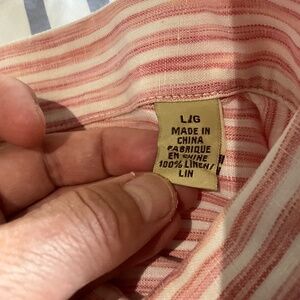 L/G
MADE IN
CHINA
FABRIQUE
EN CHINE
100% LINEN/
LIN